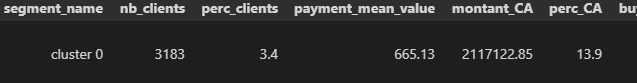 segment_name nb_clients perc_clients payment_mean_value montant_CA perc_CA
cluster 0 3183 3.4 665.13 2117122.85 13.9